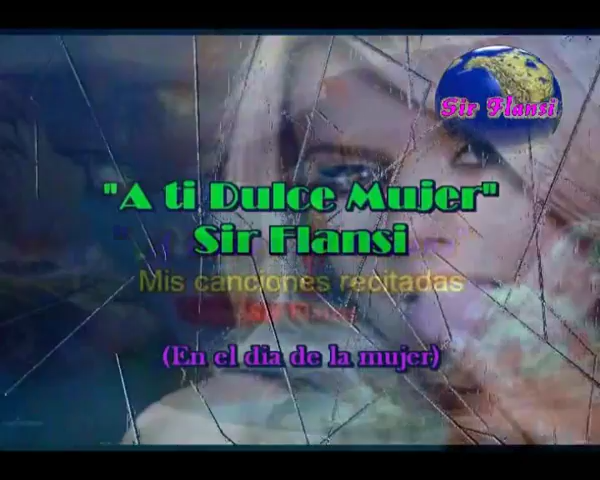 Sir Flansi
"A ti Dulce Mujer"
Sir Flansi
Mis canciones recitadas
(En el dia de la mujer)